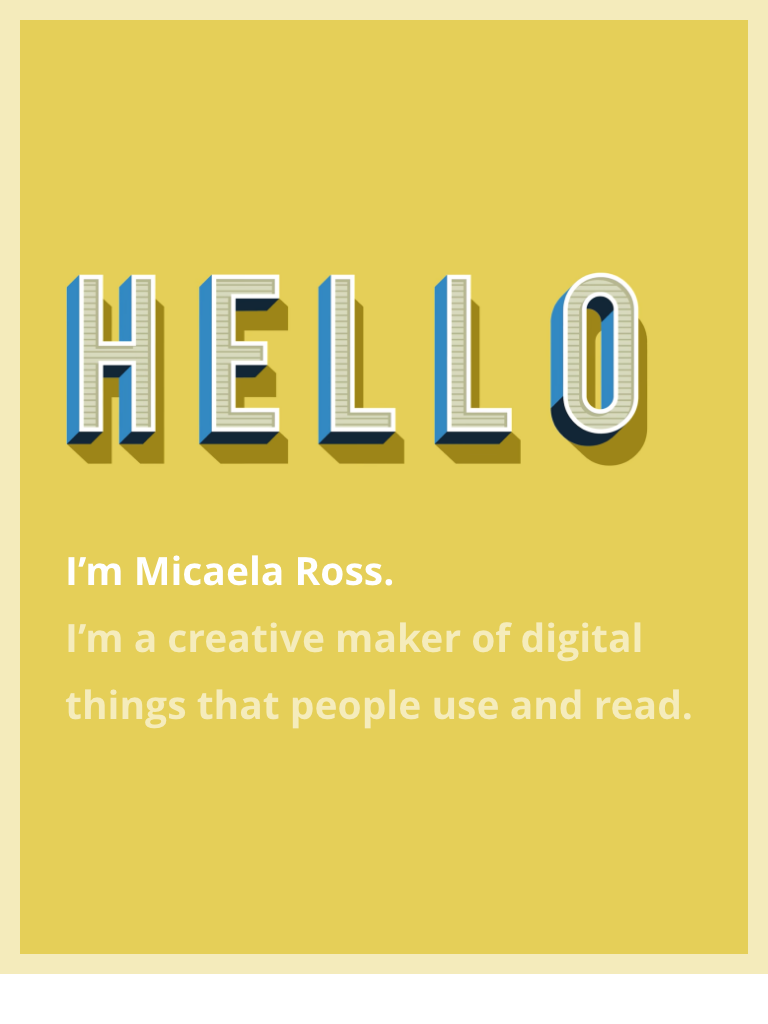 HELLO
I’m Micaela Ross.
I’m a creative maker of digital
things that people use and read.